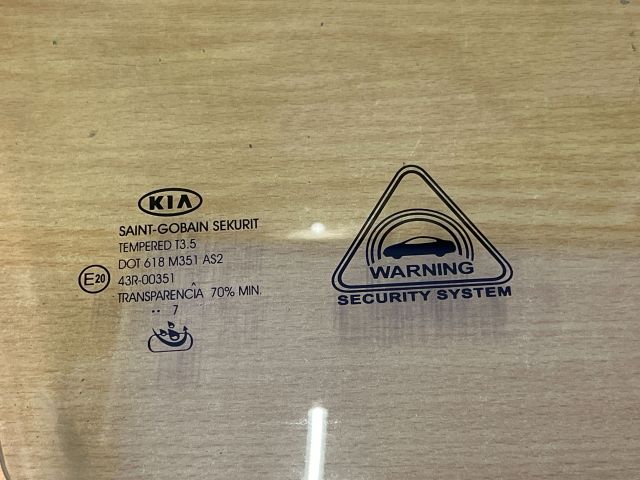 KIA
SAINT-GOBAIN SEKURIT
TEMPERED T3.5
DOT 618 M351 AS2
E20
43R-00351
TRANSPARENCÎA 70% MIN.
.. 7
WARNING
SECURITY SYSTEM